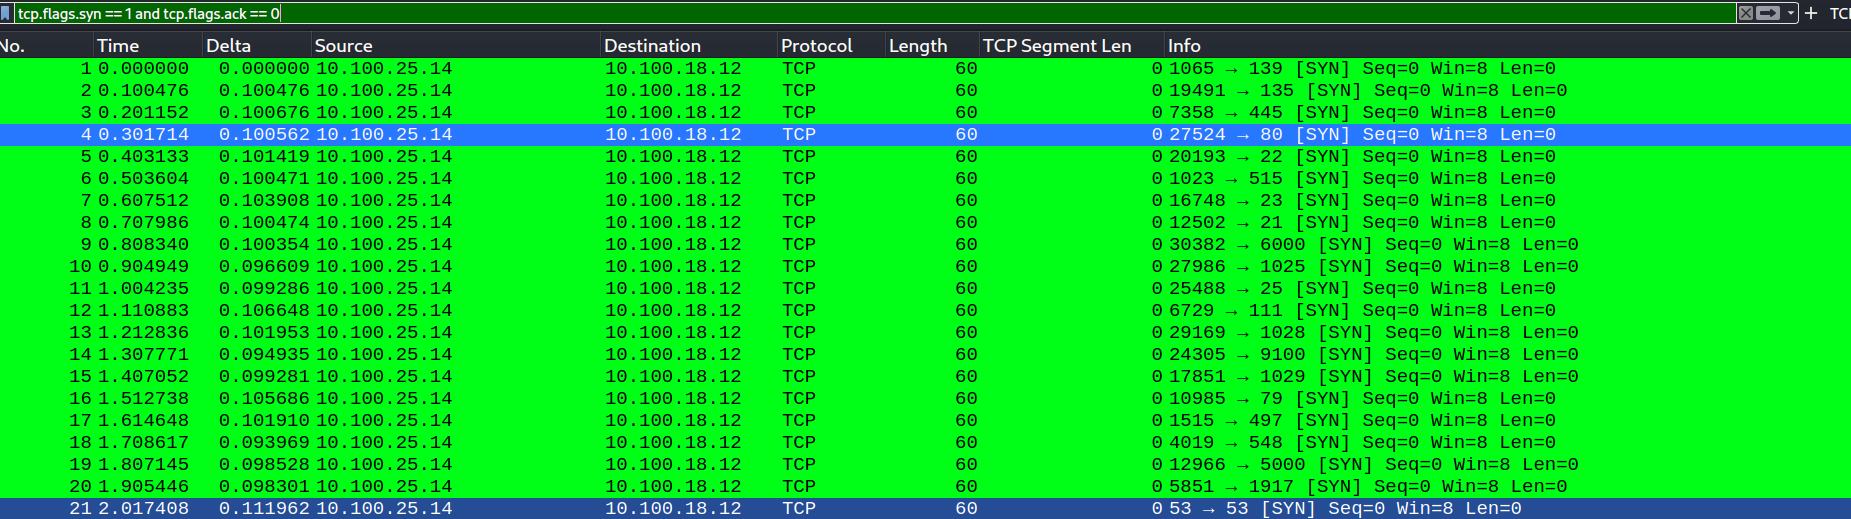 tcp.flags.syn == 1 and tcp.flags.ack == 0 + TCP
No. Time Delta Source Destination Protocol Length TCP Segment Len Info
1 0.000000 0.000000 10.100.25.14 10.100.18.12 TCP 60 0 1065 → 139 [SYN] Seq=0 Win=8 Len=0
2 0.100476 0.100476 10.100.25.14 10.100.18.12 TCP 60 0 19491 → 135 [SYN] Seq=0 Win=8 Len=0
3 0.201152 0.100676 10.100.25.14 10.100.18.12 TCP 60 0 7358 → 445 [SYN] Seq=0 Win=8 Len=0
4 0.301714 0.100562 10.100.25.14 10.100.18.12 TCP 60 0 27524 → 80 [SYN] Seq=0 Win=8 Len=0
5 0.403133 0.101419 10.100.25.14 10.100.18.12 TCP 60 0 20193 → 22 [SYN] Seq=0 Win=8 Len=0
6 0.503604 0.100471 10.100.25.14 10.100.18.12 TCP 60 0 1023 → 515 [SYN] Seq=0 Win=8 Len=0
7 0.607512 0.103908 10.100.25.14 10.100.18.12 TCP 60 0 16748 → 23 [SYN] Seq=0 Win=8 Len=0
8 0.707986 0.100474 10.100.25.14 10.100.18.12 TCP 60 0 12502 → 21 [SYN] Seq=0 Win=8 Len=0
9 0.808340 0.100354 10.100.25.14 10.100.18.12 TCP 60 0 30382 → 6000 [SYN] Seq=0 Win=8 Len=0
10 0.904949 0.096609 10.100.25.14 10.100.18.12 TCP 60 0 27986 → 1025 [SYN] Seq=0 Win=8 Len=0
11 1.004235 0.099286 10.100.25.14 10.100.18.12 TCP 60 0 25488 → 25 [SYN] Seq=0 Win=8 Len=0
12 1.110883 0.106648 10.100.25.14 10.100.18.12 TCP 60 0 6729 → 111 [SYN] Seq=0 Win=8 Len=0
13 1.212836 0.101953 10.100.25.14 10.100.18.12 TCP 60 0 29169 → 1028 [SYN] Seq=0 Win=8 Len=0
14 1.307771 0.094935 10.100.25.14 10.100.18.12 TCP 60 0 24305 → 9100 [SYN] Seq=0 Win=8 Len=0
15 1.407052 0.099281 10.100.25.14 10.100.18.12 TCP 60 0 17851 → 1029 [SYN] Seq=0 Win=8 Len=0
16 1.512738 0.105686 10.100.25.14 10.100.18.12 TCP 60 0 10985 → 79 [SYN] Seq=0 Win=8 Len=0
17 1.614648 0.101910 10.100.25.14 10.100.18.12 TCP 60 0 1515 → 497 [SYN] Seq=0 Win=8 Len=0
18 1.708617 0.093969 10.100.25.14 10.100.18.12 TCP 60 0 4019 → 548 [SYN] Seq=0 Win=8 Len=0
19 1.807145 0.098528 10.100.25.14 10.100.18.12 TCP 60 0 12966 → 5000 [SYN] Seq=0 Win=8 Len=0
20 1.905446 0.098301 10.100.25.14 10.100.18.12 TCP 60 0 5851 → 1917 [SYN] Seq=0 Win=8 Len=0
21 2.017408 0.111962 10.100.25.14 10.100.18.12 TCP 60 0 53 → 53 [SYN] Seq=0 Win=8 Len=0